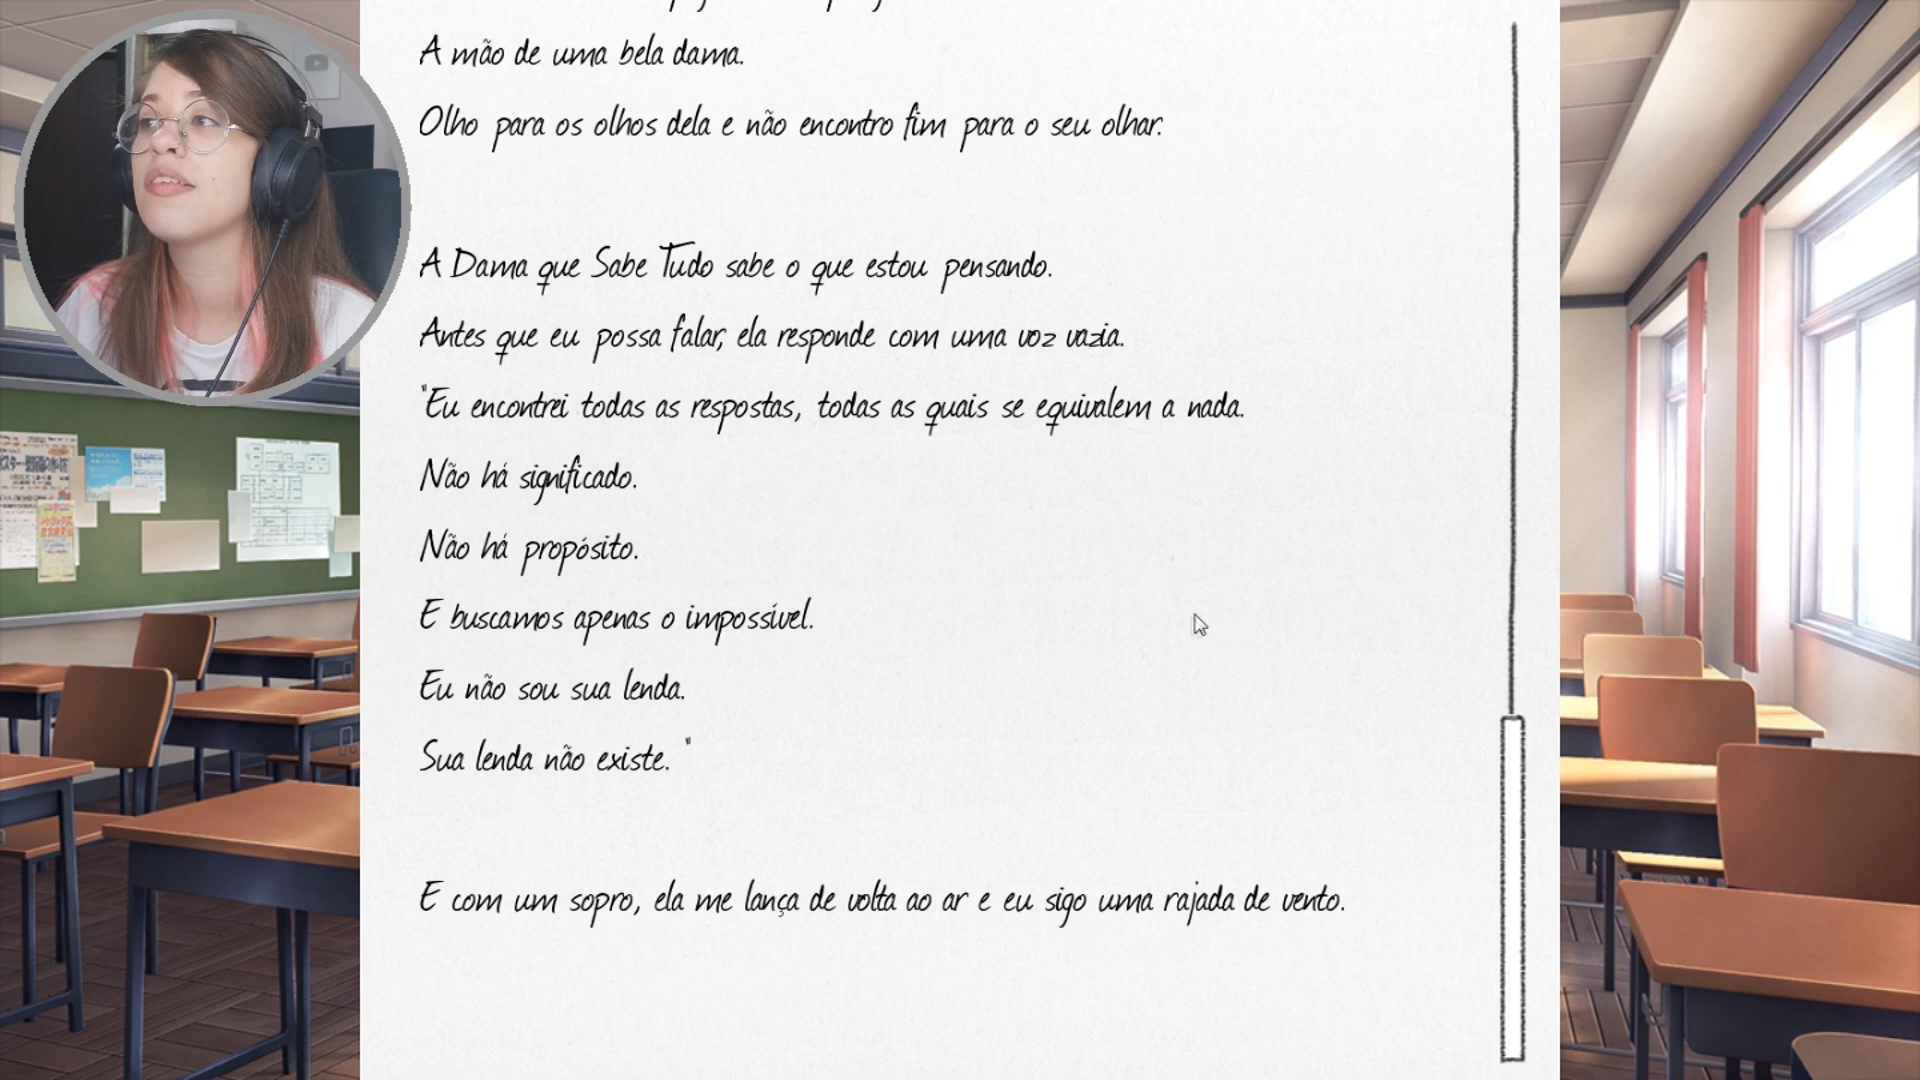 A mão de uma bela dama.
Olho para os olhos dela e não encontro fim para o seu olhar.
A Dama que Sabe Tudo sabe o que estou pensando.
Antes que eu possa falar, ela responde com uma voz vazia.
"Eu encontrei todas as respostas, todas as quais se equivalem a nada.
Não há significado.
Não há propósito.
E buscamos apenas o impossível.
Eu não sou sua lenda.
Sua lenda não existe. "
E com um sopro, ela me lança de volta ao ar e eu sigo uma rajada de vento.